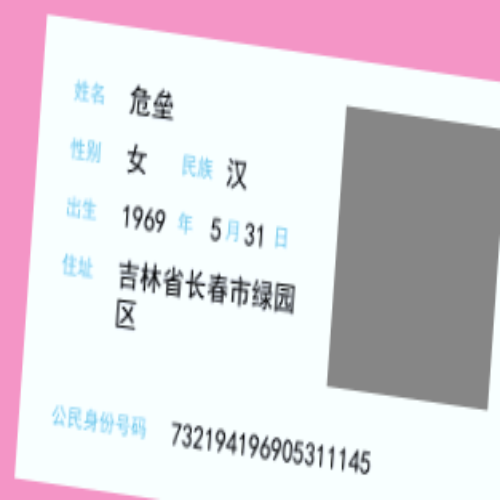 姓名 危垒
性别 女 民族 汉
出生 1969 年 5 月 31 日
住址 吉林省长春市绿园
区
公民身份号码 732194196905311145